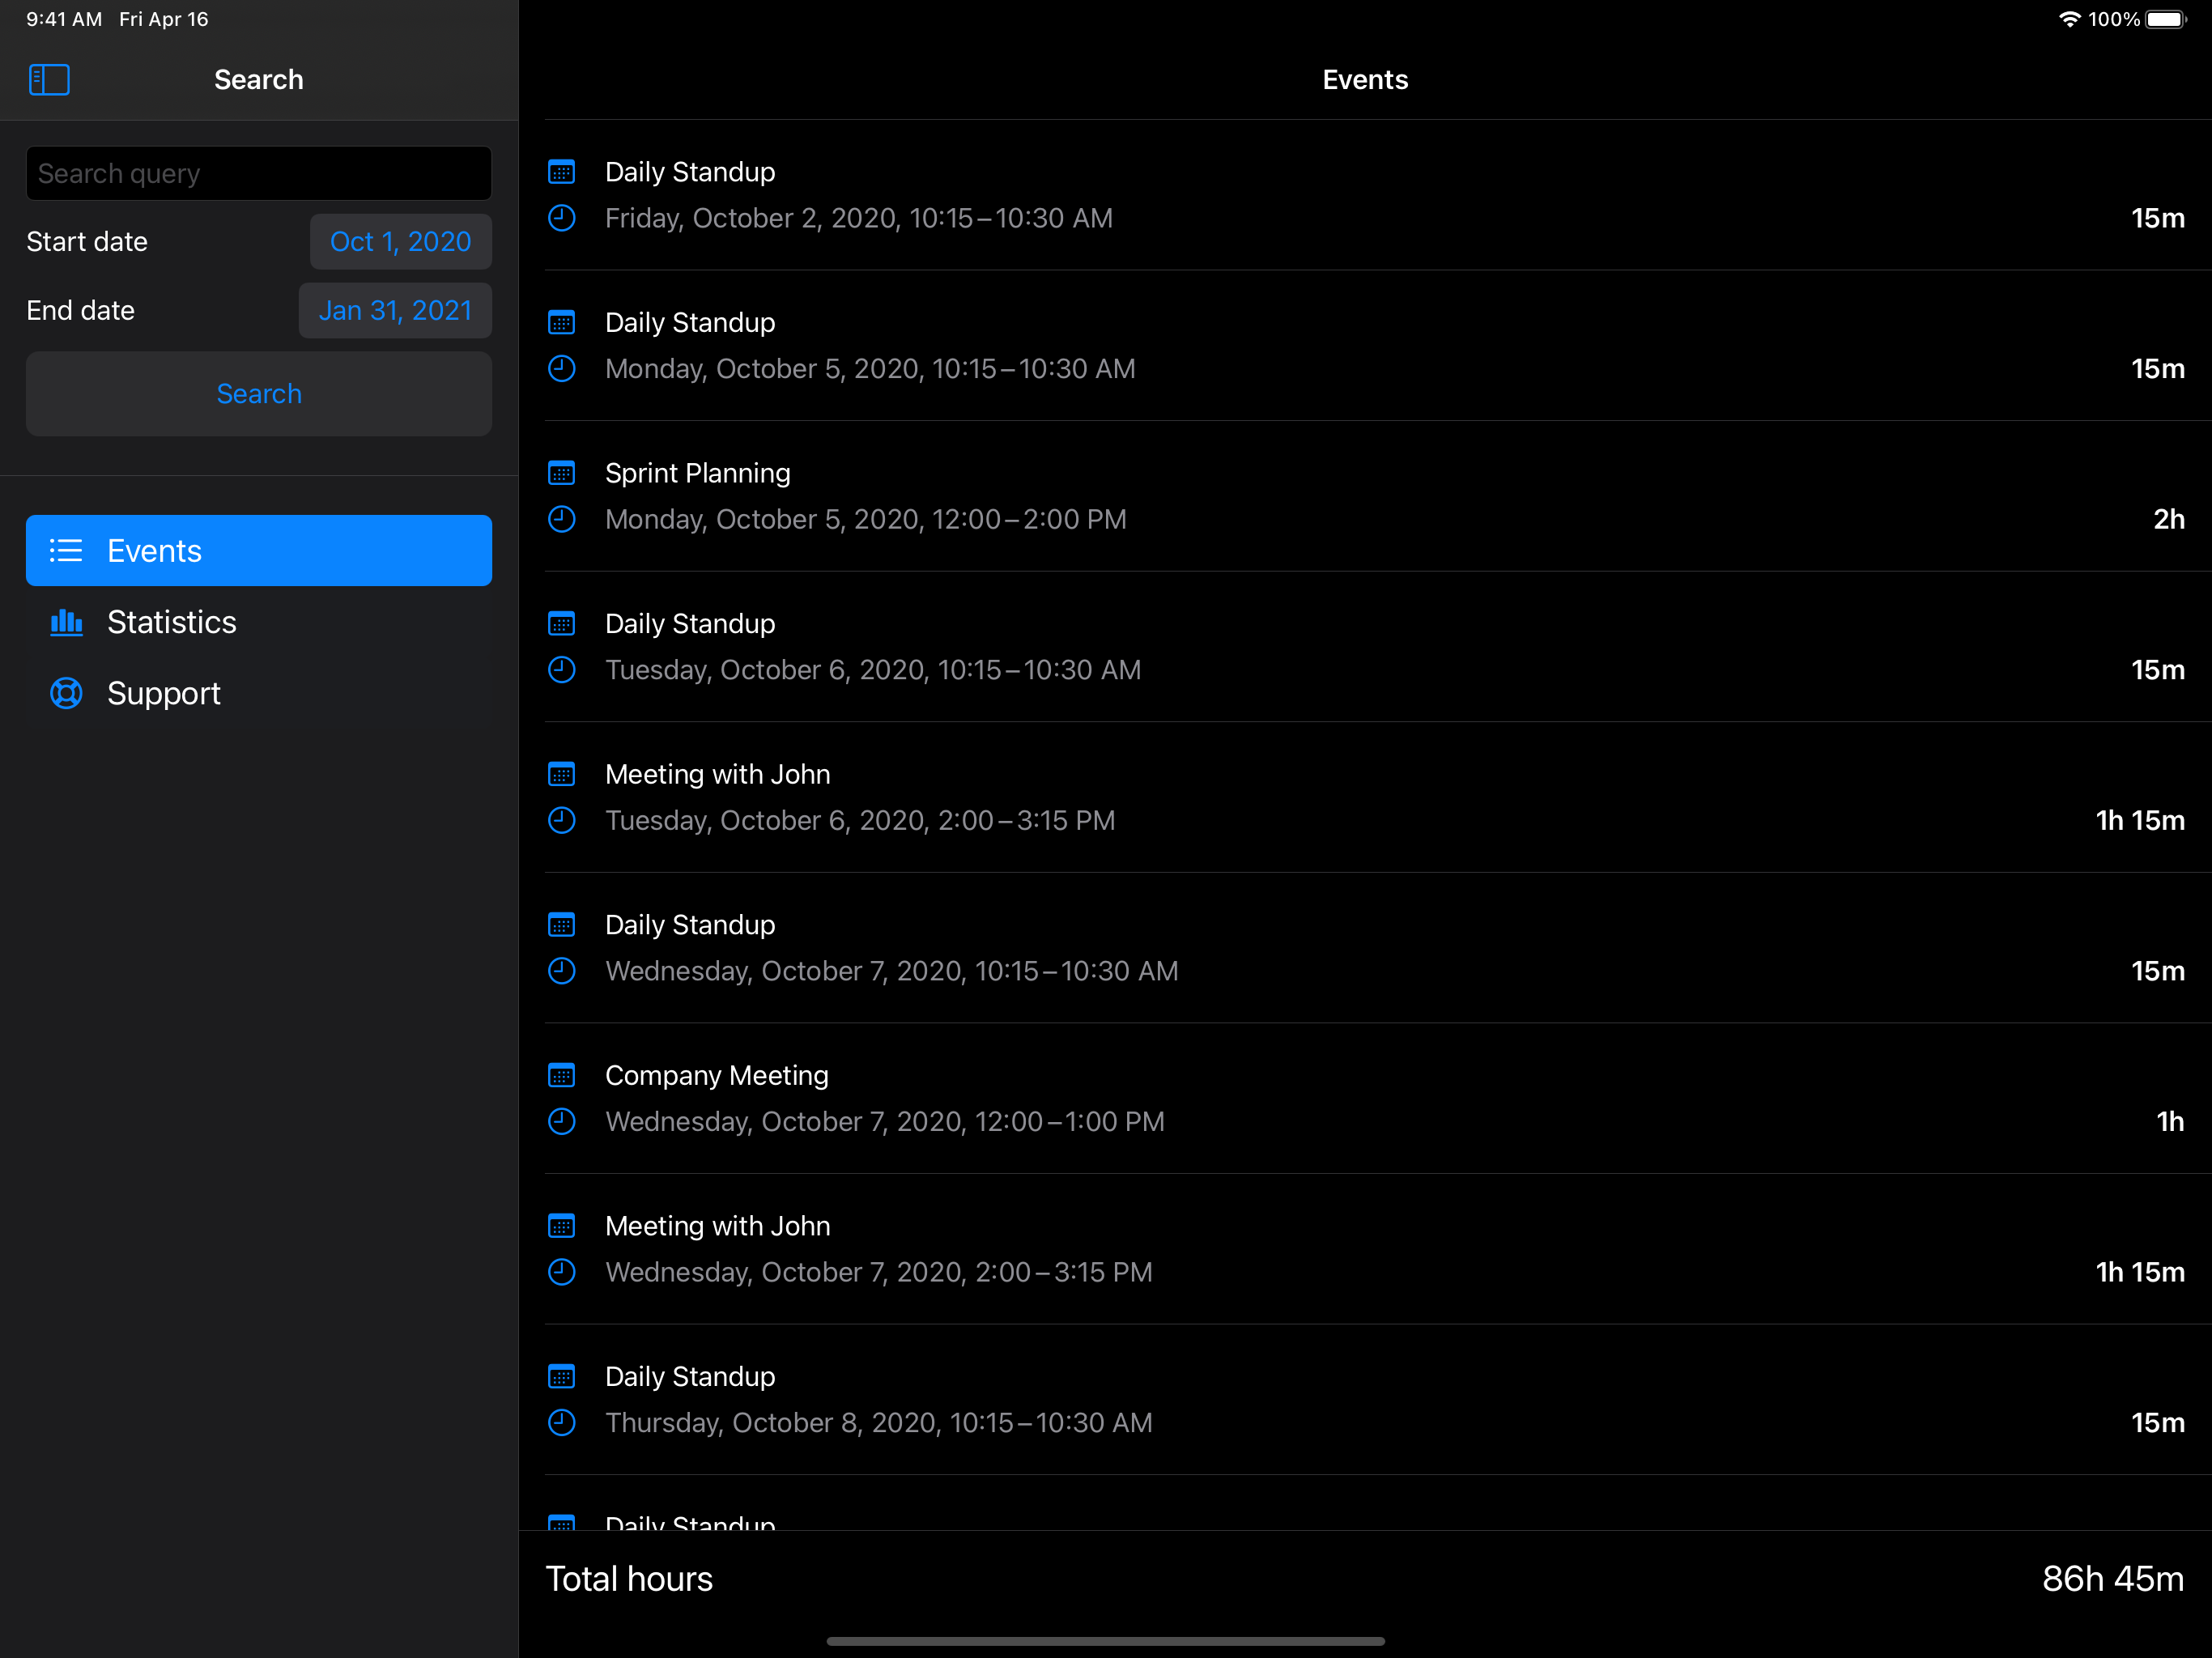 9:41 AM Fri Apr 16
100%
Search
Search query
Start date
Oct 1, 2020
End date
Jan 31, 2021
Search
Events
Statistics
Support
Events
Daily Standup
Friday, October 2, 2020, 10:15–10:30 AM
15m
Daily Standup
Monday, October 5, 2020, 10:15–10:30 AM
15m
Sprint Planning
Monday, October 5, 2020, 12:00–2:00 PM
2h
Daily Standup
Tuesday, October 6, 2020, 10:15–10:30 AM
15m
Meeting with John
Tuesday, October 6, 2020, 2:00–3:15 PM
1h 15m
Daily Standup
Wednesday, October 7, 2020, 10:15–10:30 AM
15m
Company Meeting
Wednesday, October 7, 2020, 12:00–1:00 PM
1h
Meeting with John
Wednesday, October 7, 2020, 2:00–3:15 PM
1h 15m
Daily Standup
Thursday, October 8, 2020, 10:15–10:30 AM
15m
Daily Standup
Total hours
86h 45m